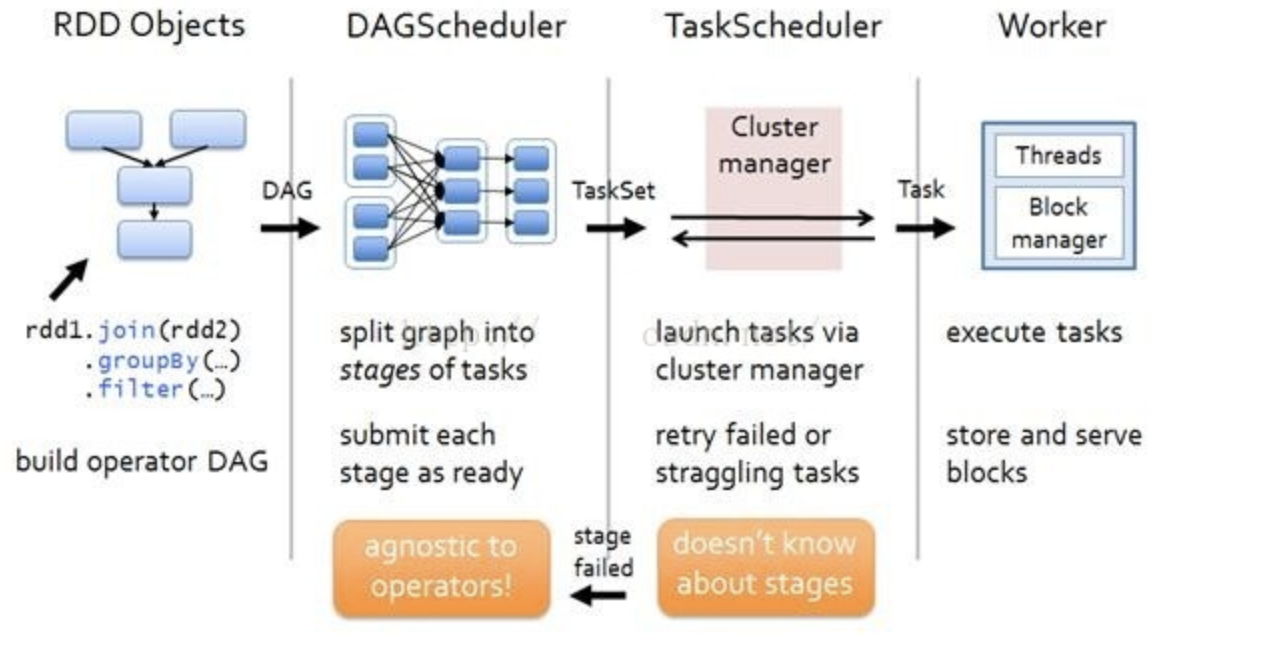 RDD Objects
DAGScheduler
TaskScheduler
Worker
DAG
TaskSet
Cluster
manager
Task
Threads
Block
manager
rdd1.join(rdd2)
.groupBy(…)
.filter(…)
build operator DAG
split graph into
stages of tasks
submit each
stage as ready
launch tasks via
cluster manager
retry failed or
straggling tasks
execute tasks
store and serve
blocks
agnostic to
operators!
stage
failed
doesn't know
about stages